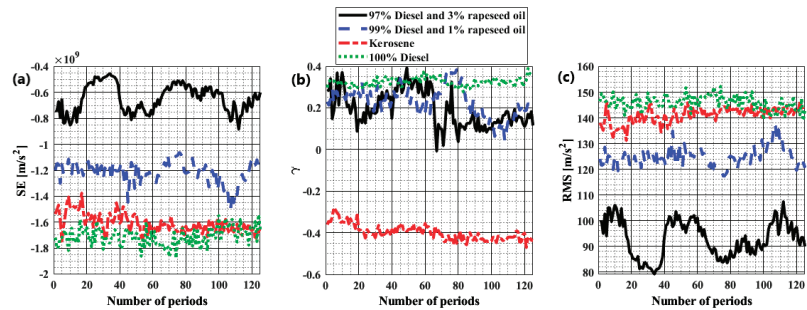 97% Diesel and 3% rapeseed oil
99% Diesel and 1% rapeseed oil
Kerosene
100% Diesel
(a)
×10⁹
-0.4
-0.6
-0.8
-1
-1.2
-1.4
-1.6
-1.8
-2
SE [m/s²]
0 20 40 60 80 100 120
Number of periods
(b)
0.4
0.2
0
-0.2
-0.4
-0.6
γ
0 20 40 60 80 100 120
Number of periods
(c)
160
150
140
130
120
110
100
90
80
RMS [m/s²]
0 20 40 60 80 100 120
Number of periods